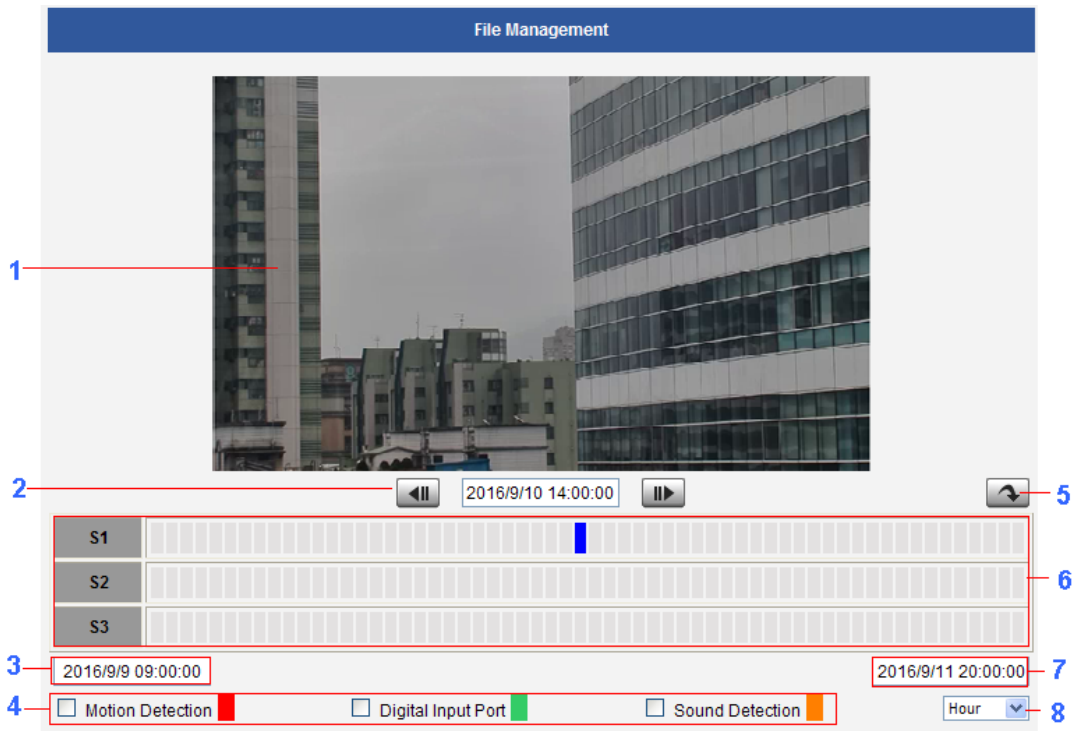 File Management
1
2
2016/9/10 14:00:00
5
S1
S2
6
S3
3
2016/9/9 09:00:00
2016/9/11 20:00:00
7
4
Motion Detection
Digital Input Port
Sound Detection
Hour
8